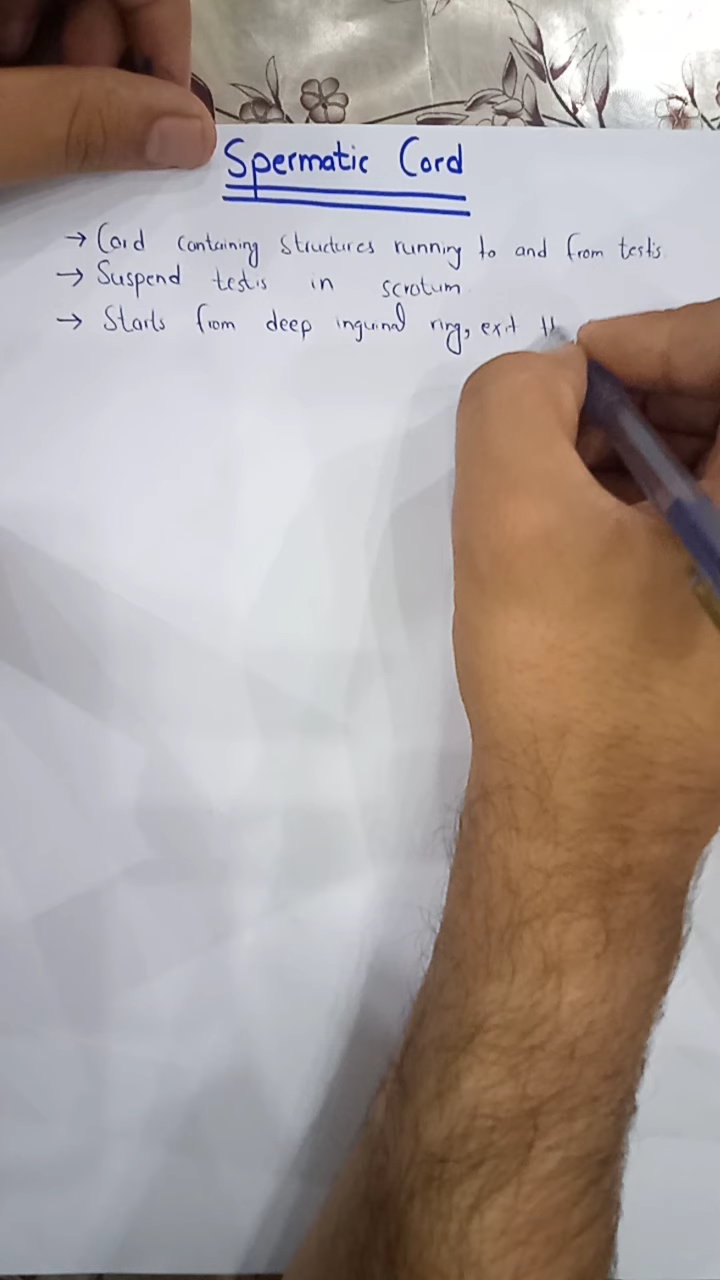 Spermatic Cord
→ Cord containing structures running to and from testis
→ Suspend testis in scrotum
→ Starts from deep inguinal ring, exit